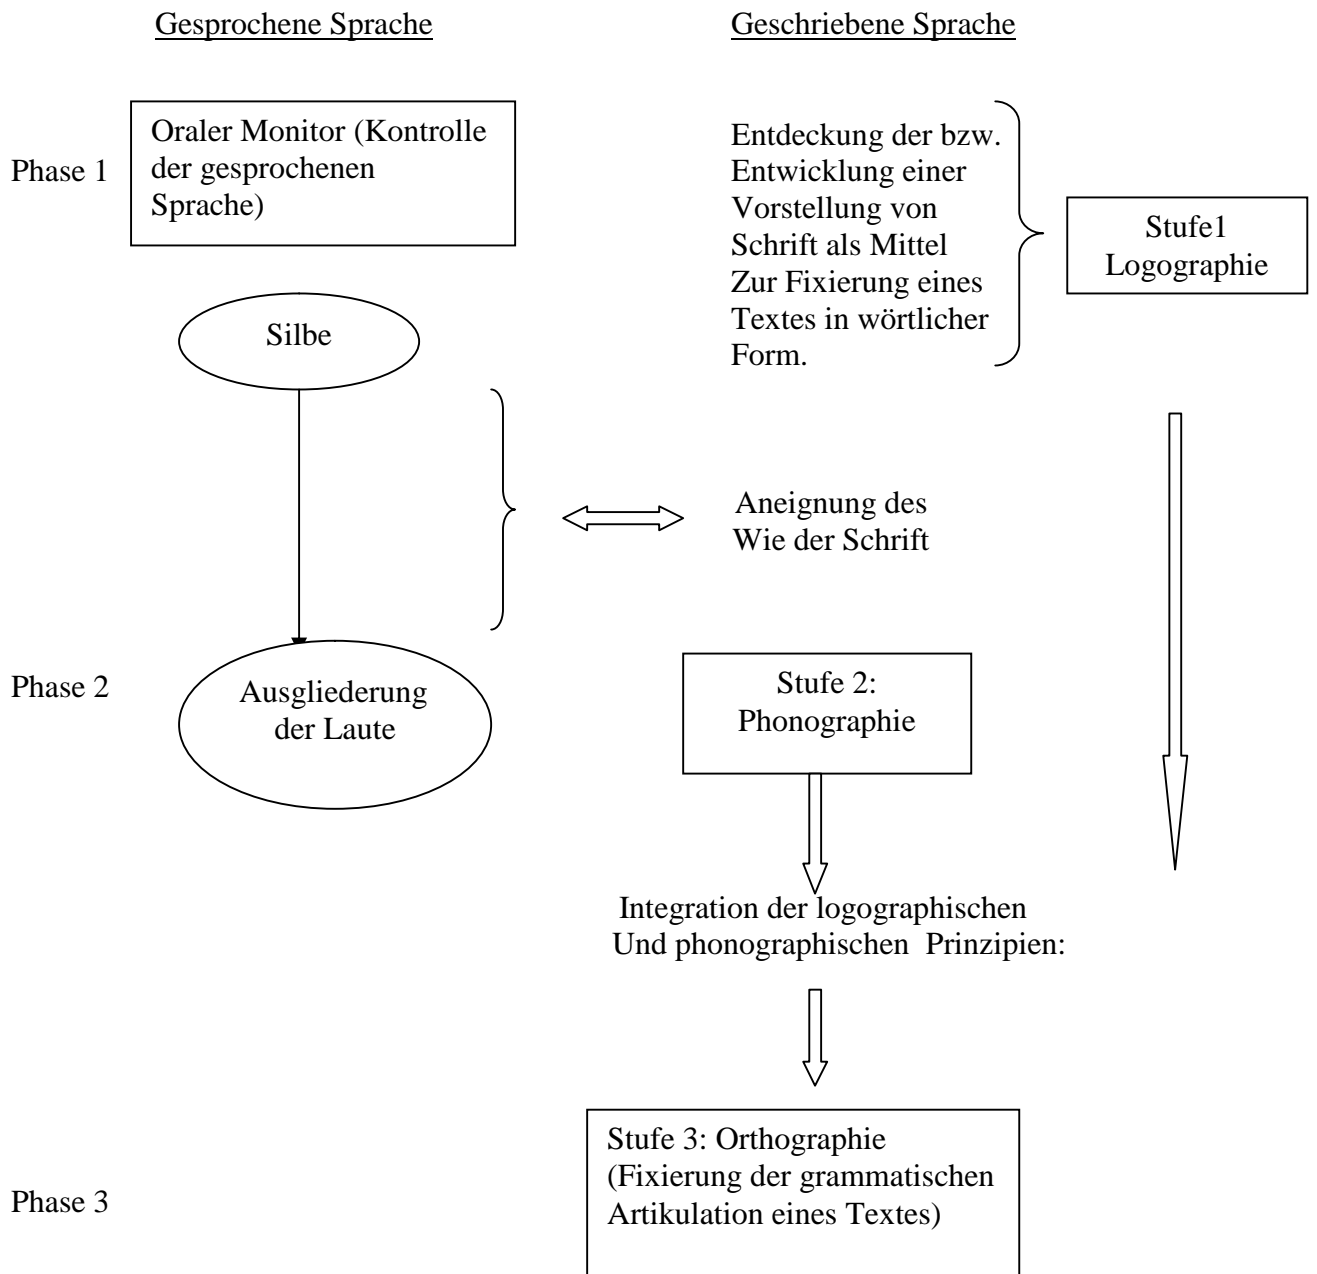 Gesprochene Sprache
Geschriebene Sprache
Phase 1
Oraler Monitor (Kontrolle
der gesprochenen
Sprache)
Entdeckung der bzw.
Entwicklung einer
Vorstellung von
Schrift als Mittel
Zur Fixierung eines
Textes in wörtlicher
Form.
Stufe1
Logographie
Silbe
Aneignung des
Wie der Schrift
Phase 2
Ausgliederung
der Laute
Stufe 2:
Phonographie
Integration der logographischen
Und phonographischen Prinzipien:
Phase 3
Stufe 3: Orthographie
(Fixierung der grammatischen
Artikulation eines Textes)